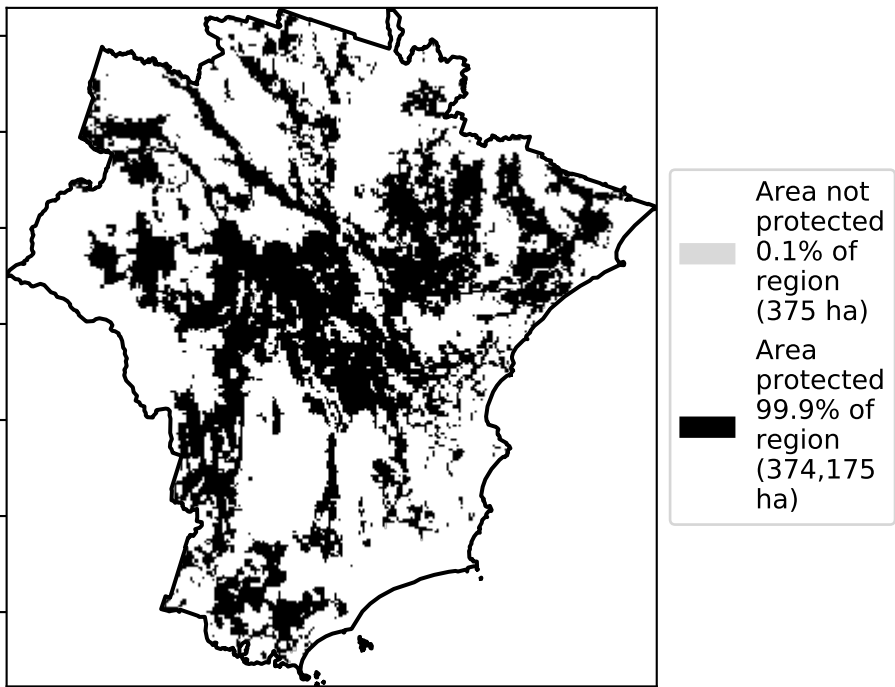 Area not
protected
0.1% of
region
(375 ha)
Area
protected
99.9% of
region
(374,175
ha)